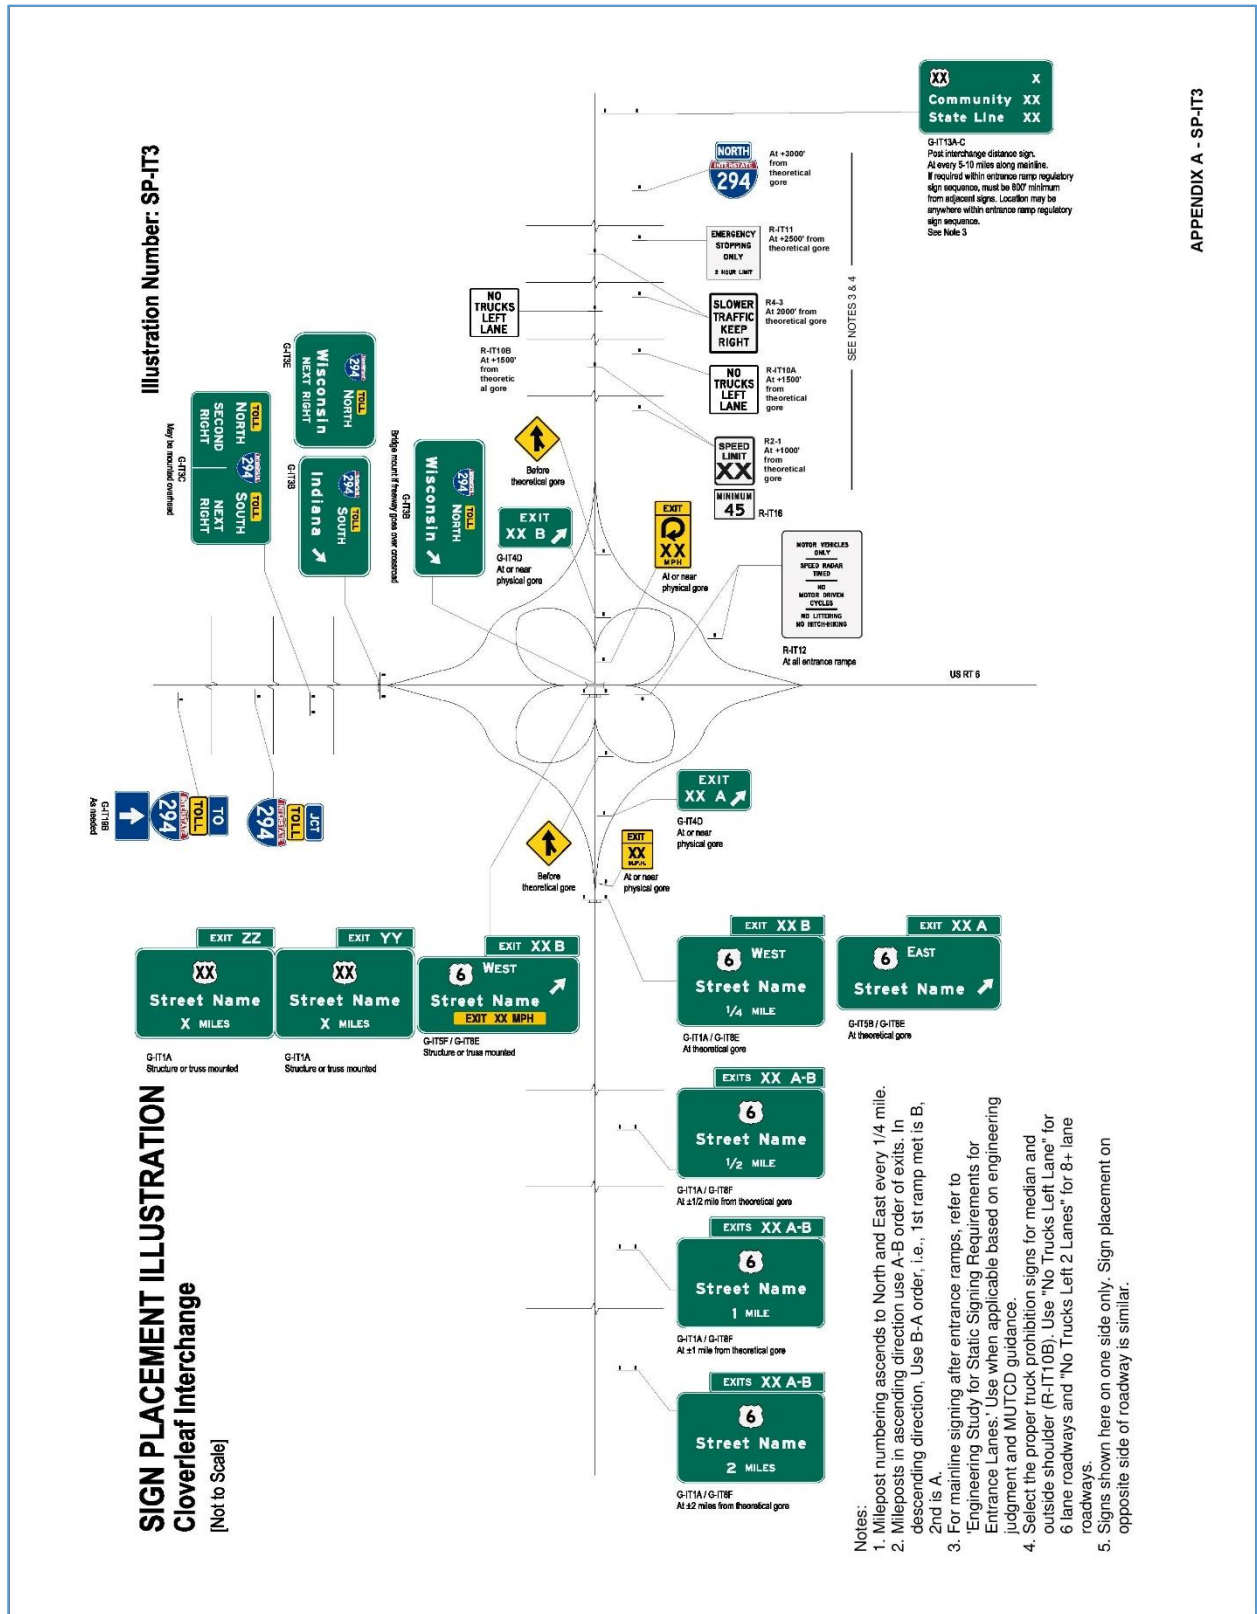 APPENDIX A - SP-IT3
Illustration Number: SP-IT3
SIGN PLACEMENT ILLUSTRATION
Cloverleaf Interchange
[Not to Scale]
XX X
Community XX
State Line XX
G-IT13A-C
Post interchange distance sign.
At every 5-10 miles along mainline.
If required within entrance ramp regulatory
sign sequence, must be 800' minimum
from adjacent signs. Location may be
anywhere within entrance ramp regulatory
sign sequence.
See Note 3
NORTH
INTERSTATE
294
At +3000'
from
theoretical
gore
EMERGENCY
STOPPING
ONLY
2 HOUR LIMIT
R-IT11
At +2500' from
theoretical gore
SLOWER
TRAFFIC
KEEP
RIGHT
R4-3
At 2000' from
theoretical gore
NO
TRUCKS
LEFT
LANE
R-IT10A
At +1500'
from
theoretical
gore
NO
TRUCKS
LEFT
LANE
R-IT10B
At +1500'
from
theoretic
al gore
SPEED
LIMIT
XX
R2-1
At +1000'
from
theoretical
gore
MINIMUM
45
R-IT16
SEE NOTES 3 & 4
MOTOR VEHICLES
ONLY
SPEED RADAR
TIMED
NO
MOTOR DRIVEN
CYCLES
NO LITTERING
NO HITCH-HIKING
R-IT12
At all entrance ramps
US RT 6
Before
theoretical gore
EXIT
XX B
G-IT4D
At or near
physical gore
EXIT
XX
MPH
At or near
physical gore
294 TOLL NORTH
Wisconsin
NEXT RIGHT
G-IT3E
TOLL TOLL
NORTH 294 SOUTH
SECOND NEXT
RIGHT RIGHT
G-IT3C
May be mounted overhead
294 TOLL SOUTH
Indiana
G-IT3B
294 TOLL NORTH
Wisconsin
G-IT3B
Bridge mount if freeway goes over crossroad
JCT
TOLL
INTERSTATE
294
TO
TOLL
INTERSTATE
294
G-IT19B
As needed
EXIT
XX A
G-IT4D
At or near
physical gore
Before
theoretical gore
EXIT
XX
M.P.H.
At or near
physical gore
EXIT ZZ
XX
Street Name
X MILES
G-IT1A
Structure or truss mounted
EXIT YY
XX
Street Name
X MILES
G-IT1A
Structure or truss mounted
EXIT XX B
6 WEST
Street Name
EXIT XX MPH
G-IT5F / G-IT8E
Structure or truss mounted
EXIT XX B
6 WEST
Street Name
1/4 MILE
G-IT1A / G-IT8E
At theoretical gore
EXIT XX A
6 EAST
Street Name
G-IT5B / G-IT8E
At theoretical gore
EXITS XX A-B
6
Street Name
1/2 MILE
G-IT1A / G-IT8F
At ±1/2 mile from theoretical gore
EXITS XX A-B
6
Street Name
1 MILE
G-IT1A / G-IT8F
At ±1 mile from theoretical gore
EXITS XX A-B
6
Street Name
2 MILES
G-IT1A / G-IT8F
At ±2 miles from theoretical gore
Notes:
1. Milepost numbering ascends to North and East every 1/4 mile.
2. Mileposts in ascending direction use A-B order of exits. In
descending direction, Use B-A order, i.e., 1st ramp met is B,
2nd is A.
3. For mainline signing after entrance ramps, refer to
'Engineering Study for Static Signing Requirements for
Entrance Lanes.' Use when applicable based on engineering
judgment and MUTCD guidance.
4. Select the proper truck prohibition signs for median and
outside shoulder (R-IT10B). Use "No Trucks Left Lane" for
6 lane roadways and "No Trucks Left 2 Lanes" for 8+ lane
roadways.
5. Signs shown here on one side only. Sign placement on
opposite side of roadway is similar.